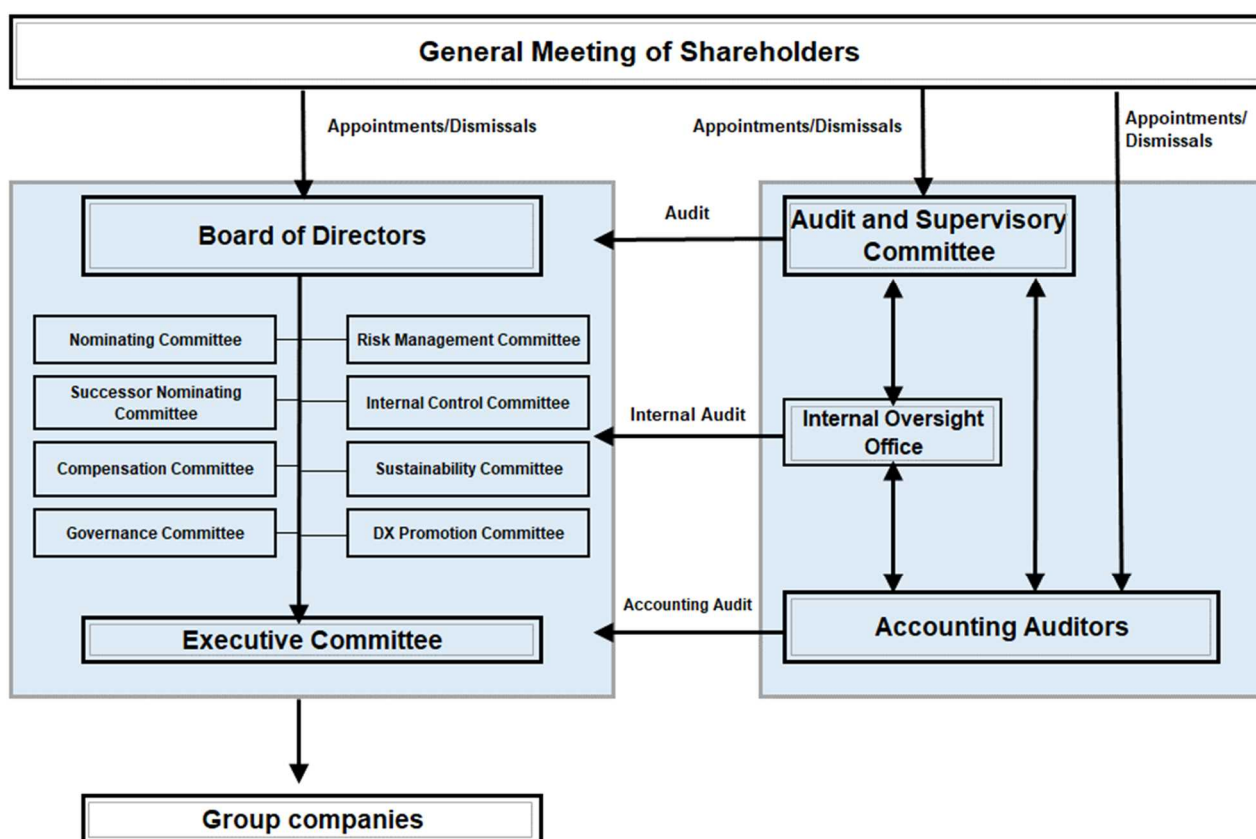 General Meeting of Shareholders
Appointments/Dismissals
Appointments/Dismissals
Appointments/
Dismissals
Board of Directors
Audit
Audit and Supervisory
Committee
Nominating Committee
Risk Management Committee
Successor Nominating
Committee
Internal Control Committee
Internal Audit
Internal Oversight
Office
Compensation Committee
Sustainability Committee
Governance Committee
DX Promotion Committee
Accounting Audit
Executive Committee
Accounting Auditors
Group companies